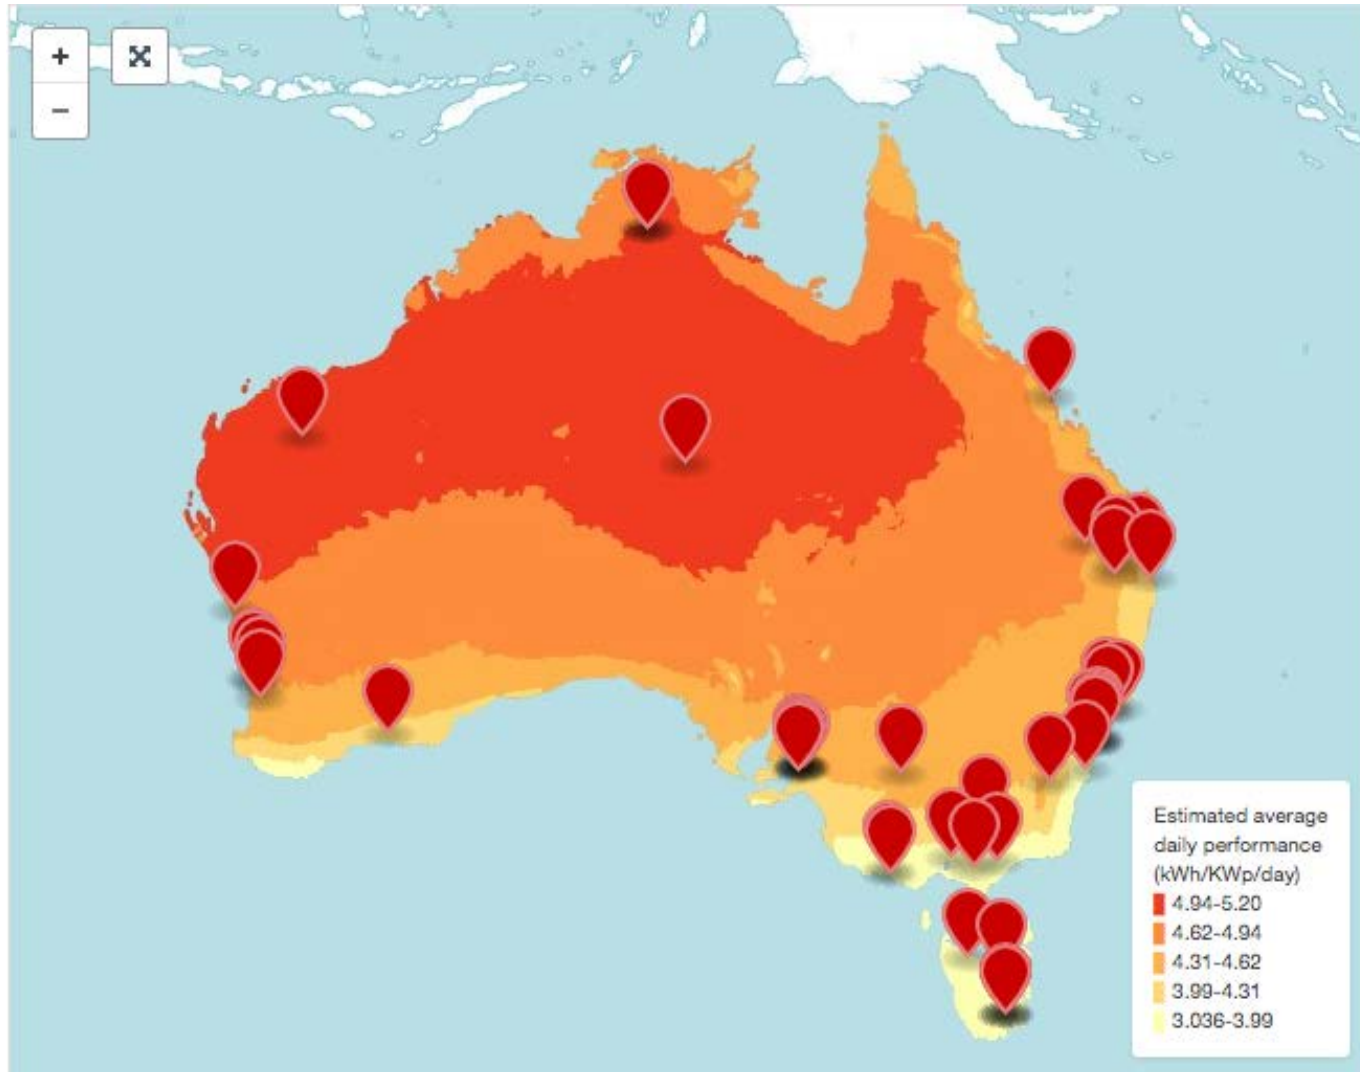 +
−
Estimated average
daily performance
(kWh/KWp/day)
4.94-5.20
4.62-4.94
4.31-4.62
3.99-4.31
3.036-3.99